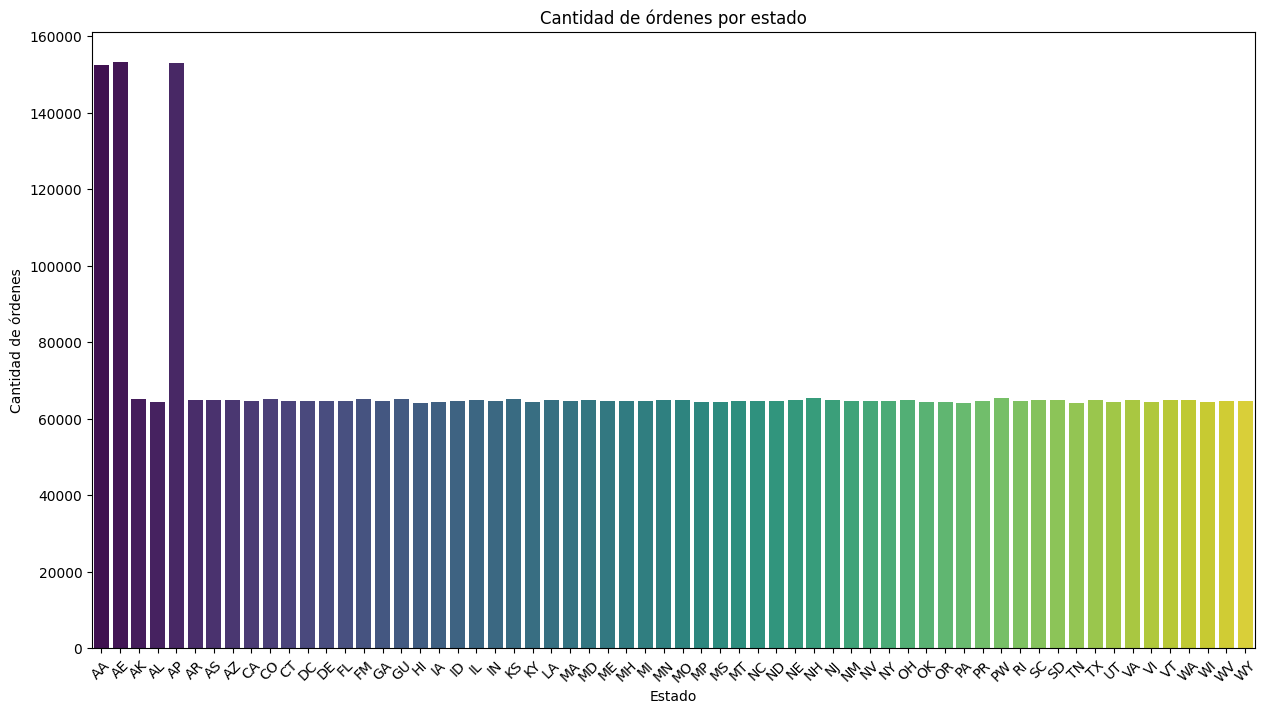 Cantidad de órdenes por estado
Cantidad de órdenes
160000
140000
120000
100000
80000
60000
40000
20000
0
AA AE AK AL AP AR AS AZ CA CO CT DC DE FL FM GA GU HI IA ID IL IN KS KY LA MA MD ME MH MI MN MO MP MS MT NC ND NE NH NJ NM NV NY OH OK OR PA PR PW RI SC SD TN TX UT VA VI VT WA WI WV WY
Estado